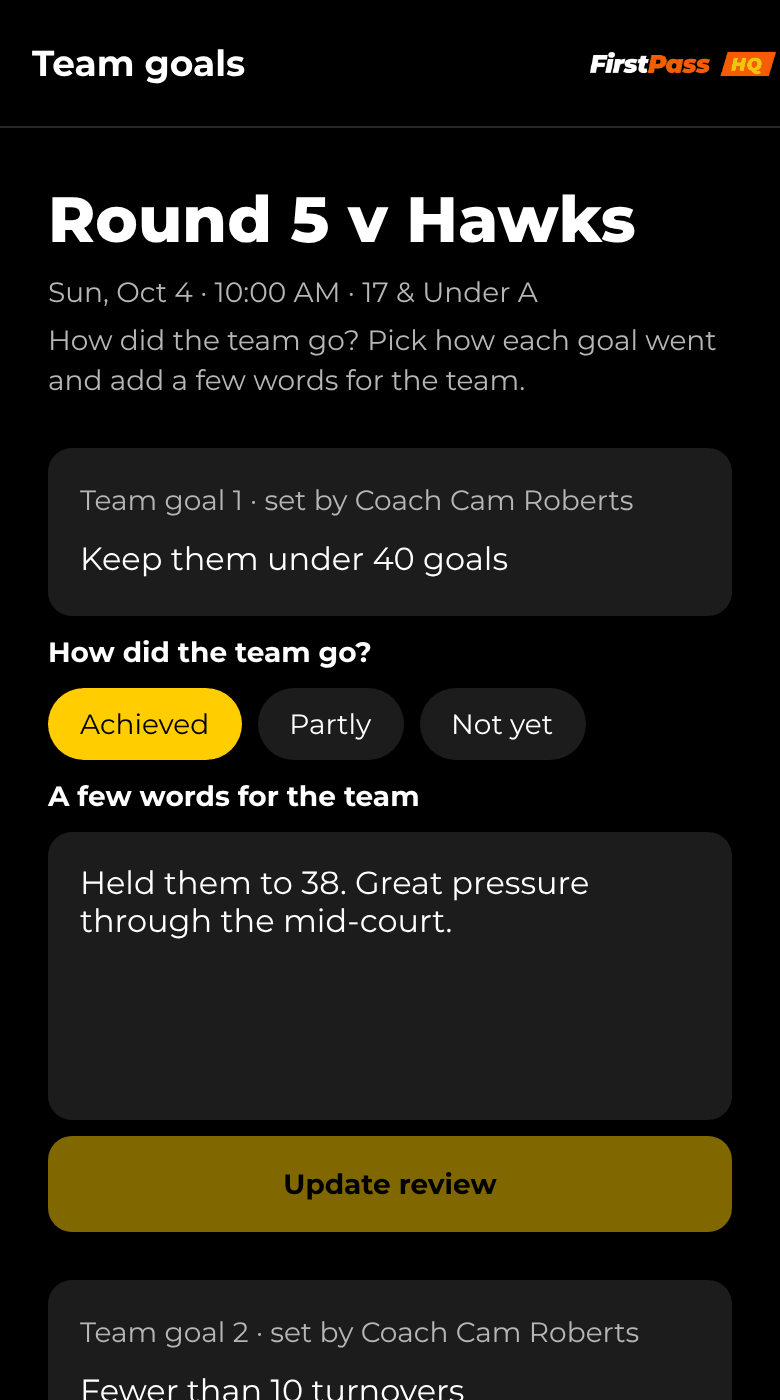 Team goals
FirstPass HQ
Round 5 v Hawks
Sun, Oct 4 · 10:00 AM · 17 & Under A
How did the team go? Pick how each goal went
and add a few words for the team.
Team goal 1 · set by Coach Cam Roberts
Keep them under 40 goals
How did the team go?
Achieved Partly Not yet
A few words for the team
Held them to 38. Great pressure
through the mid-court.
Update review
Team goal 2 · set by Coach Cam Roberts
Fewer than 10 turnovers